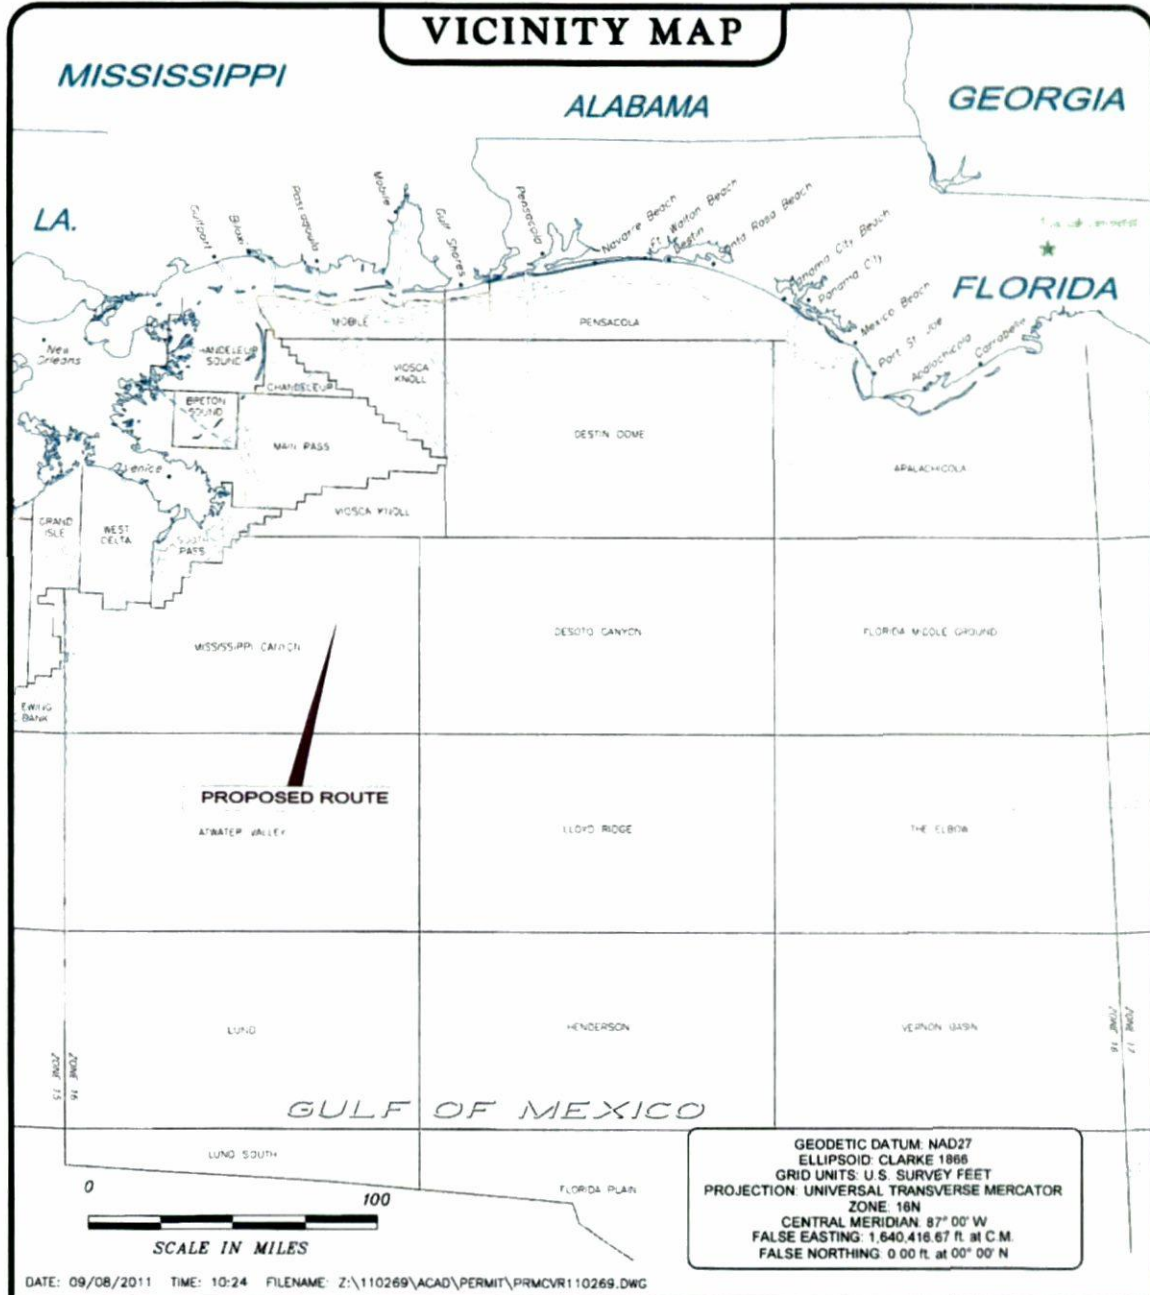 VICINITY MAP
MISSISSIPPI
ALABAMA
GEORGIA
LA.
FLORIDA
Gulfport
Biloxi
Pascagoula
Mobile
Gulf Shores
Pensacola
Navarre Beach
Ft. Walton Beach
Destin
Santa Rosa Beach
Panama City Beach
Panama City
Mexico Beach
Port St. Joe
Apalachicola
Carrabelle
New
Orleans
Venice
MOBILE
PENSACOLA
CHANDELEUR
SOUND
VIOSCA
KNOLL
CHANDELEUR
BRETON
SOUND
MAIN PASS
DESTIN DOME
APALACHICOLA
VIOSCA KNOLL
GRAND
ISLE
WEST
DELTA
SOUTH
PASS
MISSISSIPPI CANYON
DESOTO CANYON
FLORIDA MIDDLE GROUND
EWING
BANK
PROPOSED ROUTE
ATWATER VALLEY
LLOYD RIDGE
THE ELBOW
LUND
HENDERSON
VERNON BASIN
ZONE 15
ZONE 16
ZONE 16
ZONE 17
GULF OF MEXICO
LUND SOUTH
FLORIDA PLAIN
0 100
SCALE IN MILES
GEODETIC DATUM: NAD27
ELLIPSOID: CLARKE 1866
GRID UNITS: U.S. SURVEY FEET
PROJECTION: UNIVERSAL TRANSVERSE MERCATOR
ZONE: 16N
CENTRAL MERIDIAN: 87° 00' W
FALSE EASTING: 1,640,416.67 ft. at C.M.
FALSE NORTHING: 0.00 ft. at 00° 00' N
DATE: 09/08/2011 TIME: 10:24 FILENAME: Z:\110269\ACAD\PERMIT\PRMCVR110269.DWG